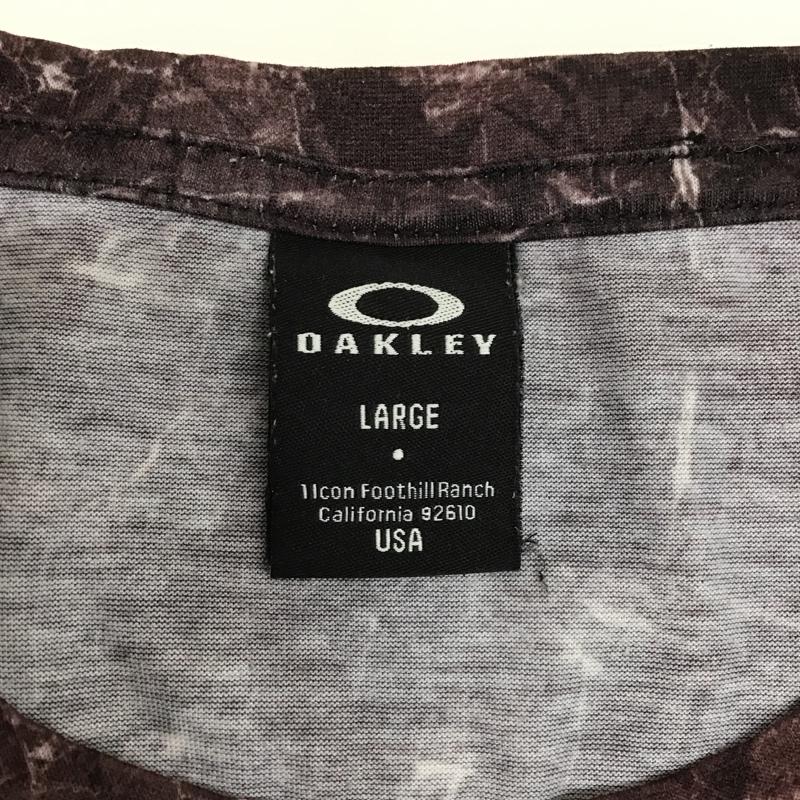 OAKLEY
LARGE
•
1 Icon Foothill Ranch
California 92610
USA